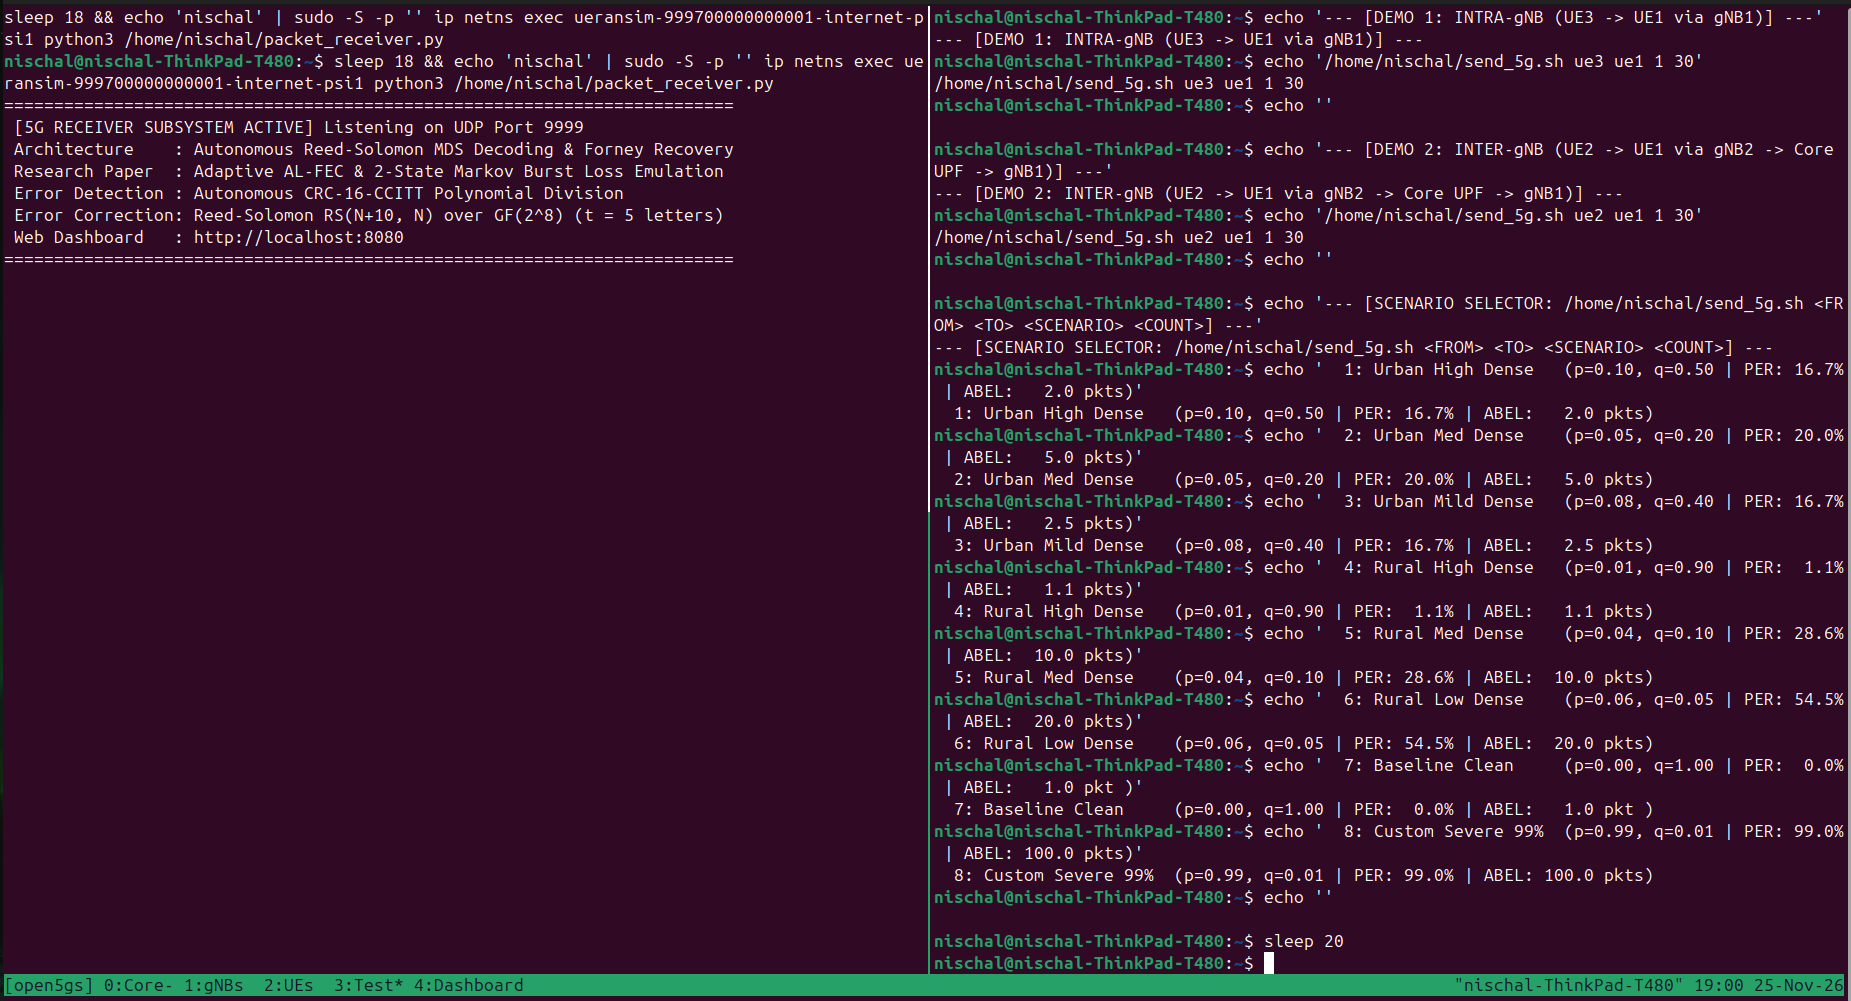 sleep 18 && echo 'nischal' | sudo -S -p '' ip netns exec ueransim-999700000000001-internet-p
si1 python3 /home/nischal/packet_receiver.py
nischal@nischal-ThinkPad-T480:~$ sleep 18 && echo 'nischal' | sudo -S -p '' ip netns exec ue
ransim-999700000000001-internet-psi1 python3 /home/nischal/packet_receiver.py
=========================================================================
 [5G RECEIVER SUBSYSTEM ACTIVE] Listening on UDP Port 9999
 Architecture    : Autonomous Reed-Solomon MDS Decoding & Forney Recovery
 Research Paper  : Adaptive AL-FEC & 2-State Markov Burst Loss Emulation
 Error Detection : Autonomous CRC-16-CCITT Polynomial Division
 Error Correction: Reed-Solomon RS(N+10, N) over GF(2^8) (t = 5 letters)
 Web Dashboard   : http://localhost:8080
=========================================================================
nischal@nischal-ThinkPad-T480:~$ echo '--- [DEMO 1: INTRA-gNB (UE3 -> UE1 via gNB1)] ---'
--- [DEMO 1: INTRA-gNB (UE3 -> UE1 via gNB1)] ---
nischal@nischal-ThinkPad-T480:~$ echo '/home/nischal/send_5g.sh ue3 ue1 1 30'
/home/nischal/send_5g.sh ue3 ue1 1 30
nischal@nischal-ThinkPad-T480:~$ echo ''
nischal@nischal-ThinkPad-T480:~$ echo '--- [DEMO 2: INTER-gNB (UE2 -> UE1 via gNB2 -> Core
UPF -> gNB1)] ---'
--- [DEMO 2: INTER-gNB (UE2 -> UE1 via gNB2 -> Core UPF -> gNB1)] ---
nischal@nischal-ThinkPad-T480:~$ echo '/home/nischal/send_5g.sh ue2 ue1 1 30'
/home/nischal/send_5g.sh ue2 ue1 1 30
nischal@nischal-ThinkPad-T480:~$ echo ''
nischal@nischal-ThinkPad-T480:~$ echo '--- [SCENARIO SELECTOR: /home/nischal/send_5g.sh <FR
OM> <TO> <SCENARIO> <COUNT>] ---'
--- [SCENARIO SELECTOR: /home/nischal/send_5g.sh <FROM> <TO> <SCENARIO> <COUNT>] ---
nischal@nischal-ThinkPad-T480:~$ echo '  1: Urban High Dense   (p=0.10, q=0.50 | PER: 16.7%
 | ABEL:   2.0 pkts)'
  1: Urban High Dense   (p=0.10, q=0.50 | PER: 16.7% | ABEL:   2.0 pkts)
nischal@nischal-ThinkPad-T480:~$ echo '  2: Urban Med Dense    (p=0.05, q=0.20 | PER: 20.0%
 | ABEL:   5.0 pkts)'
  2: Urban Med Dense    (p=0.05, q=0.20 | PER: 20.0% | ABEL:   5.0 pkts)
nischal@nischal-ThinkPad-T480:~$ echo '  3: Urban Mild Dense   (p=0.08, q=0.40 | PER: 16.7%
 | ABEL:   2.5 pkts)'
  3: Urban Mild Dense   (p=0.08, q=0.40 | PER: 16.7% | ABEL:   2.5 pkts)
nischal@nischal-ThinkPad-T480:~$ echo '  4: Rural High Dense   (p=0.01, q=0.90 | PER:  1.1%
 | ABEL:   1.1 pkts)'
  4: Rural High Dense   (p=0.01, q=0.90 | PER:  1.1% | ABEL:   1.1 pkts)
nischal@nischal-ThinkPad-T480:~$ echo '  5: Rural Med Dense    (p=0.04, q=0.10 | PER: 28.6%
 | ABEL:  10.0 pkts)'
  5: Rural Med Dense    (p=0.04, q=0.10 | PER: 28.6% | ABEL:  10.0 pkts)
nischal@nischal-ThinkPad-T480:~$ echo '  6: Rural Low Dense    (p=0.06, q=0.05 | PER: 54.5%
 | ABEL:  20.0 pkts)'
  6: Rural Low Dense    (p=0.06, q=0.05 | PER: 54.5% | ABEL:  20.0 pkts)
nischal@nischal-ThinkPad-T480:~$ echo '  7: Baseline Clean     (p=0.00, q=1.00 | PER:  0.0%
 | ABEL:   1.0 pkt )'
  7: Baseline Clean     (p=0.00, q=1.00 | PER:  0.0% | ABEL:   1.0 pkt )
nischal@nischal-ThinkPad-T480:~$ echo '  8: Custom Severe 99%  (p=0.99, q=0.01 | PER: 99.0%
 | ABEL: 100.0 pkts)'
  8: Custom Severe 99%  (p=0.99, q=0.01 | PER: 99.0% | ABEL: 100.0 pkts)
nischal@nischal-ThinkPad-T480:~$ echo ''
nischal@nischal-ThinkPad-T480:~$ sleep 20
nischal@nischal-ThinkPad-T480:~$
[open5gs] 0:Core- 1:gNBs  2:UEs  3:Test* 4:Dashboard "nischal-ThinkPad-T480" 19:00 25-Nov-26